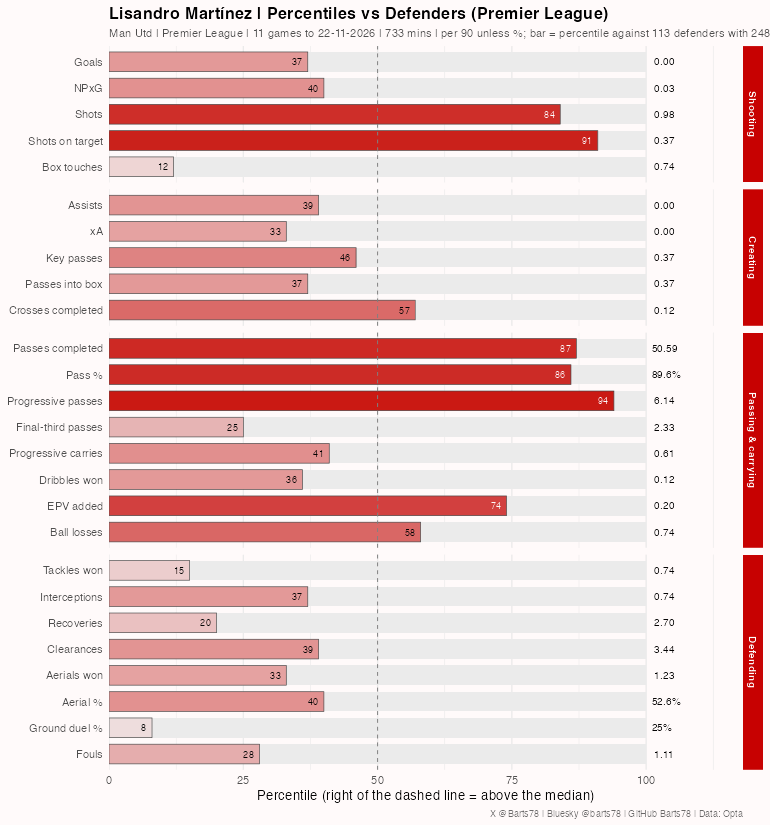 Lisandro Martínez | Percentiles vs Defenders (Premier League)
Man Utd | Premier League | 11 games to 22-11-2026 | 733 mins | per 90 unless %; bar = percentile against 113 defenders with 248
Goals 37 0.00
NPxG 40 0.03
Shots 84 0.98
Shots on target 91 0.37
Box touches 12 0.74
Shooting
Assists 39 0.00
xA 33 0.00
Key passes 46 0.37
Passes into box 37 0.37
Crosses completed 57 0.12
Creating
Passes completed 87 50.59
Pass % 86 89.6%
Progressive passes 94 6.14
Final-third passes 25 2.33
Progressive carries 41 0.61
Dribbles won 36 0.12
EPV added 74 0.20
Ball losses 58 0.74
Passing & carrying
Tackles won 15 0.74
Interceptions 37 0.74
Recoveries 20 2.70
Clearances 39 3.44
Aerials won 33 1.23
Aerial % 40 52.6%
Ground duel % 8 25%
Fouls 28 1.11
Defending
0 25 50 75 100
Percentile (right of the dashed line = above the median)
X @Barts78 | Bluesky @barts78 | GitHub Barts78 | Data: Opta